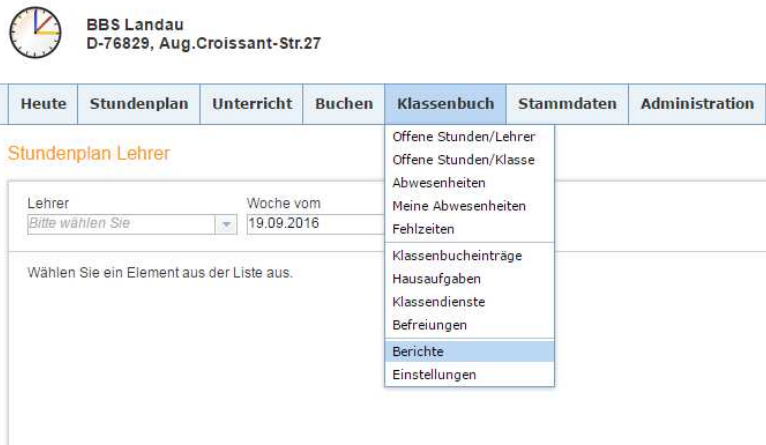 BBS Landau
D-76829, Aug.Croissant-Str.27
Heute Stundenplan Unterricht Buchen Klassenbuch Stammdaten Administration
Stundenplan Lehrer
Lehrer Woche vom
Bitte wählen Sie 19.09.2016
Wählen Sie ein Element aus der Liste aus.
Offene Stunden/Lehrer
Offene Stunden/Klasse
Abwesenheiten
Meine Abwesenheiten
Fehlzeiten
Klassenbucheinträge
Hausaufgaben
Klassendienste
Befreiungen
Berichte
Einstellungen